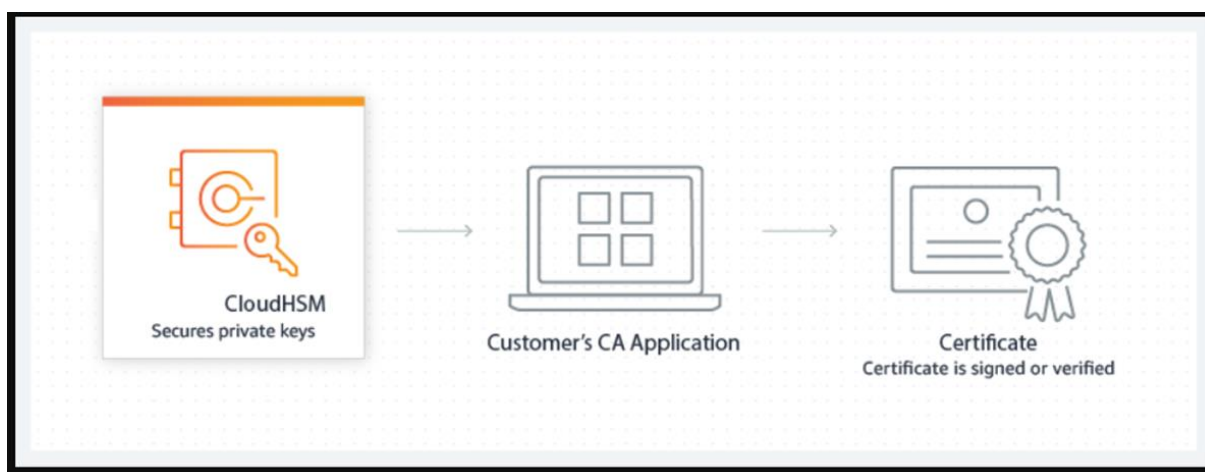 CloudHSM
Secures private keys
Customer's CA Application
Certificate
Certificate is signed or verified